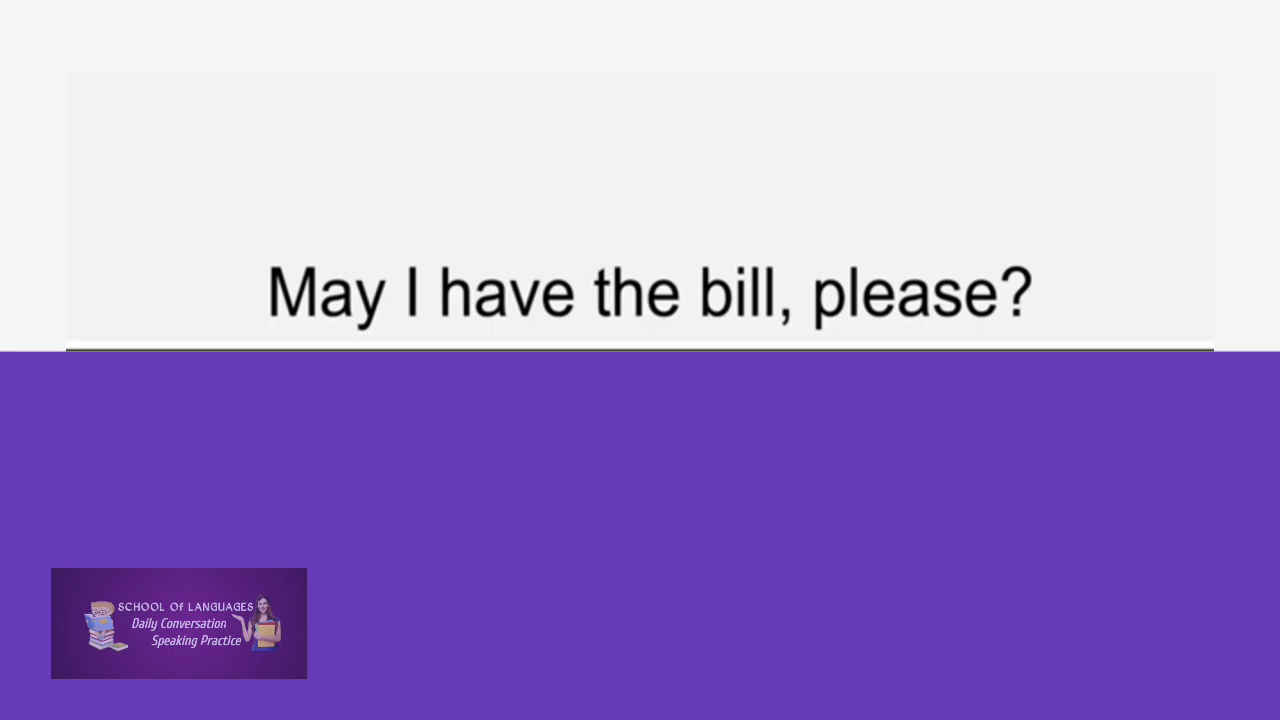 May I have the bill, please?
SCHOOL Of LANGUAGES
Daily Conversation
Speaking Practice